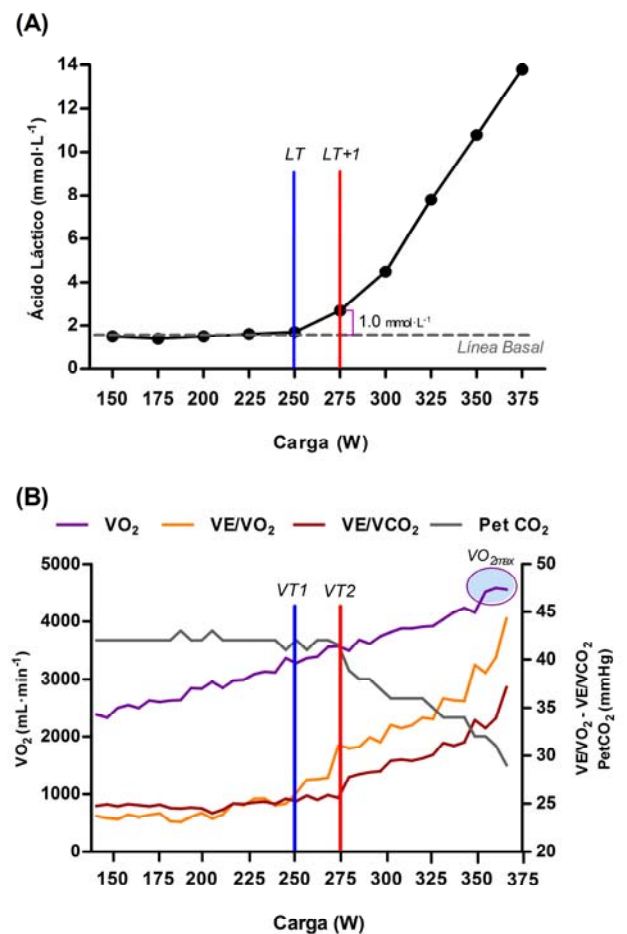 (A)
Ácido Láctico (mmol·L⁻¹)
14
12
10
8
6
4
2
0
LT
LT+1
1.0 mmol·L⁻¹
Línea Basal
150 175 200 225 250 275 300 325 350 375
Carga (W)
(B)
VO₂ VE/VO₂ VE/VCO₂ Pet CO₂
VO₂ (mL·min⁻¹)
5000
4000
3000
2000
1000
0
VT1
VT2
VO₂max
50
45
40
35
30
25
20
VE/VO₂ - VE/VCO₂
PetCO₂ (mmHg)
150 175 200 225 250 275 300 325 350 375
Carga (W)